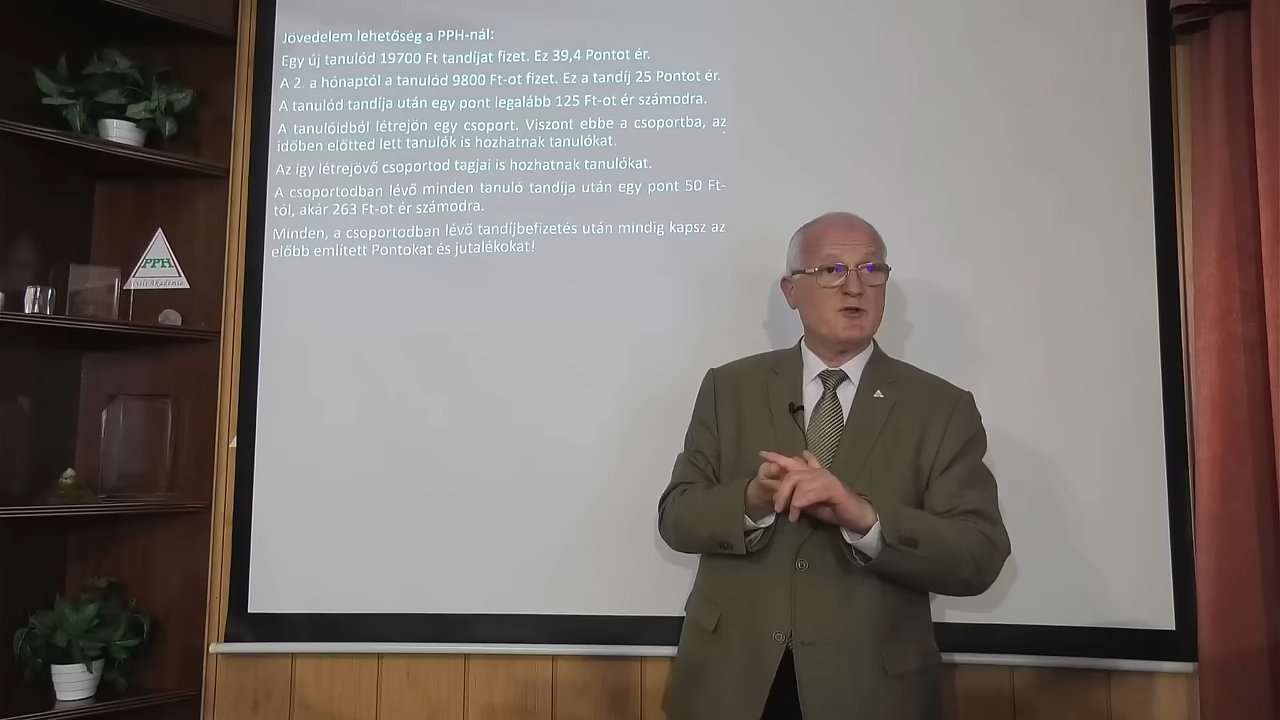 Jövedelem lehetőség a PPH-nál:
Egy új tanulód 19700 Ft tandíjat fizet. Ez 39,4 Pontot ér.
A 2. a hónaptól a tanulód 9800 Ft-ot fizet. Ez a tandíj 25 Pontot ér.
A tanulód tandíja után egy pont legalább 125 Ft-ot ér számodra.
A tanulóidból létrejön egy csoport. Viszont ebbe a csoportba, az
időben előtted lett tanulók is hozhatnak tanulókat.
Az így létrejövő csoportod tagjai is hozhatnak tanulókat.
A csoportodban lévő minden tanuló tandíja után egy pont 50 Ft-
tól, akár 263 Ft-ot ér számodra.
Minden, a csoportodban lévő tandíjbefizetés után mindig kapsz az
előbb említett Pontokat és jutalékokat!
PPH
Nyílt Akadémia